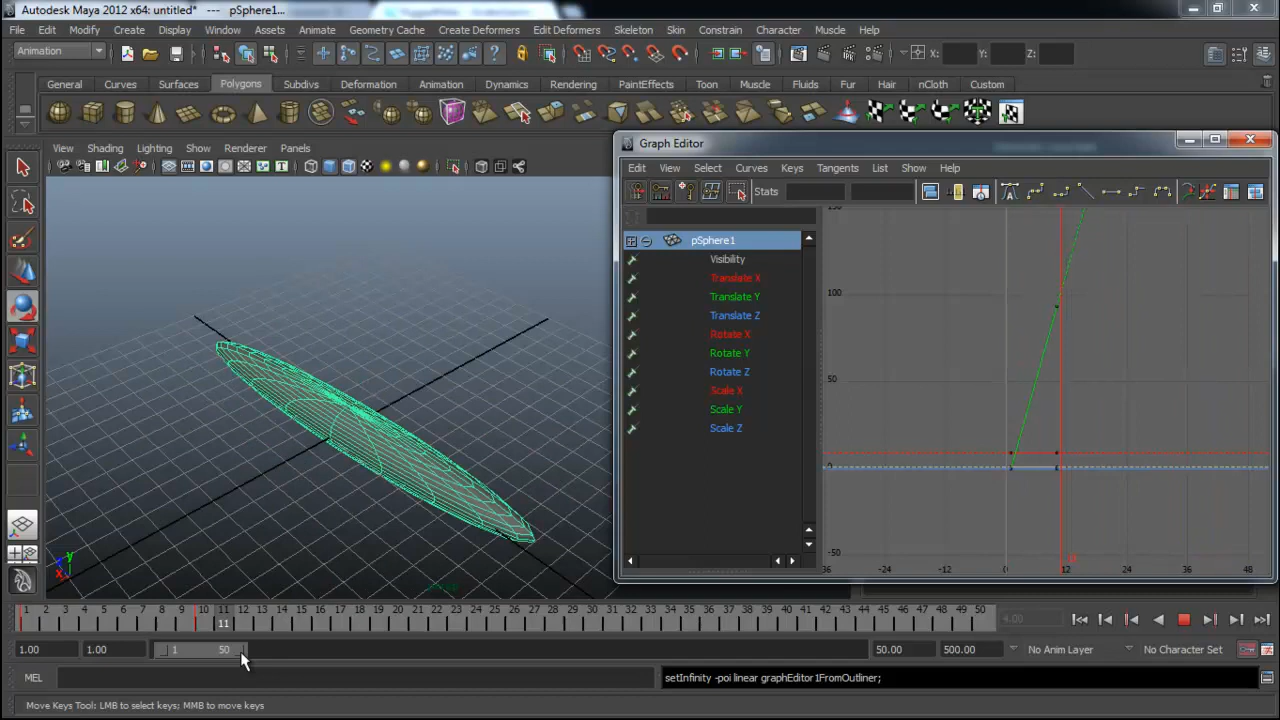 Autodesk Maya 2012 x64: untitled* --- pSphere1...
File Edit Modify Create Display Window Assets Animate Geometry Cache Create Deformers Edit Deformers Skeleton Skin Constrain Character Muscle Help
Animation X: Y: Z:
General Curves Surfaces Polygons Subdivs Deformation Animation Dynamics Rendering PaintEffects Toon Muscle Fluids Fur Hair nCloth Custom
View Shading Lighting Show Renderer Panels
Graph Editor
Edit View Select Curves Keys Tangents List Show Help
Stats
pSphere1
Visibility
Translate X
Translate Y
Translate Z
Rotate X
Rotate Y
Rotate Z
Scale X
Scale Y
Scale Z
150
100
50
0
-50
36 -24 -12 0 12 24 36 48
y
z
x
persp
1 2 3 4 5 6 7 8 9 10 11 12 13 14 15 16 17 18 19 20 21 22 23 24 25 26 27 28 29 30 31 32 33 34 35 36 37 38 39 40 41 42 43 44 45 46 47 48 49 50
11 4.00
1.00 1.00 1 50 50.00 500.00 No Anim Layer No Character Set
MEL setInfinity -poi linear graphEditor1FromOutliner;
Move Keys Tool: LMB to select keys; MMB to move keys